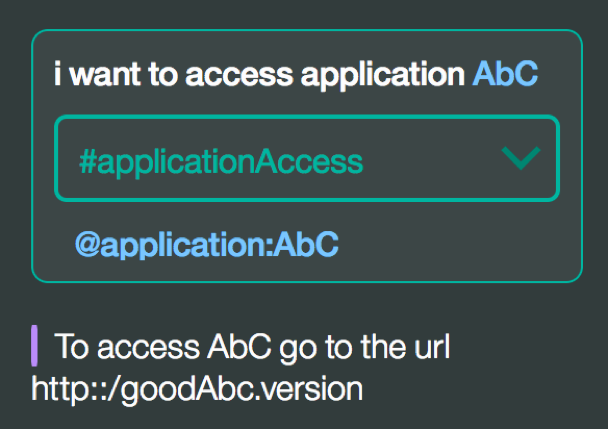 i want to access application AbC
#applicationAccess
@application:AbC
To access AbC go to the url
http::/goodAbc.version